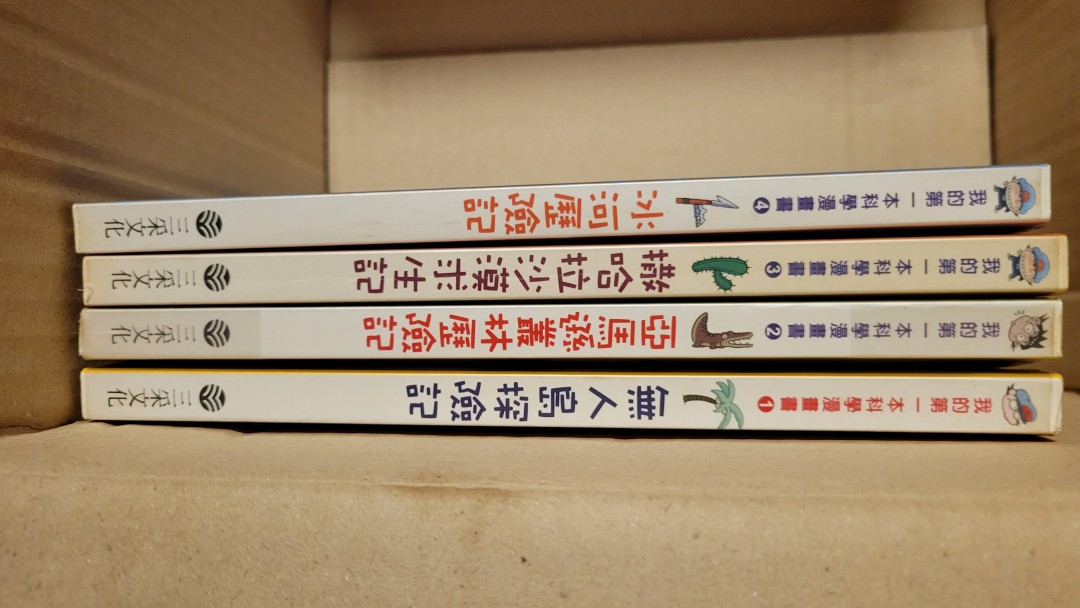 我的第一本科學漫畫書 4 冰河歷險記 三采文化
我的第一本科學漫畫書 3 撒哈拉沙漠求生記 三采文化
我的第一本科學漫畫書 2 亞馬遜叢林歷險記 三采文化
我的第一本科學漫畫書 1 無人島探險記 三采文化